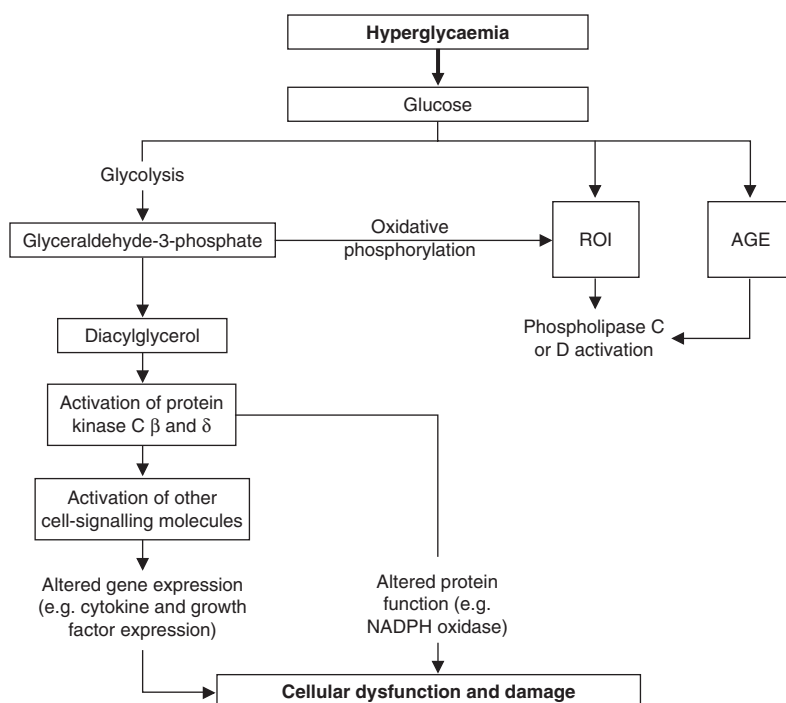 Hyperglycaemia
Glucose
Glycolysis
Glyceraldehyde-3-phosphate
Oxidative
phosphorylation
ROI
AGE
Diacylglycerol
Phospholipase C
or D activation
Activation of protein
kinase C β and δ
Activation of other
cell-signalling molecules
Altered gene expression
(e.g. cytokine and growth
factor expression)
Altered protein
function (e.g.
NADPH oxidase)
Cellular dysfunction and damage